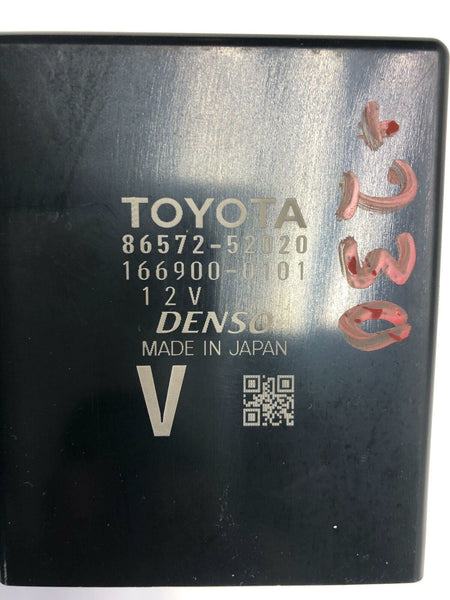 TOYOTA
86572-52020
166900-0101
12V
DENSO
MADE IN JAPAN
V